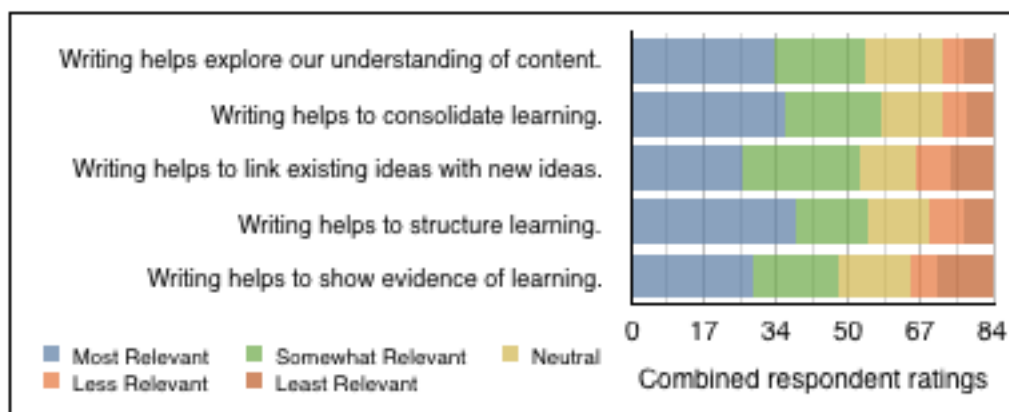 Writing helps explore our understanding of content.
Writing helps to consolidate learning.
Writing helps to link existing ideas with new ideas.
Writing helps to structure learning.
Writing helps to show evidence of learning.
0 17 34 50 67 84
Most Relevant Somewhat Relevant Neutral
Less Relevant Least Relevant
Combined respondent ratings